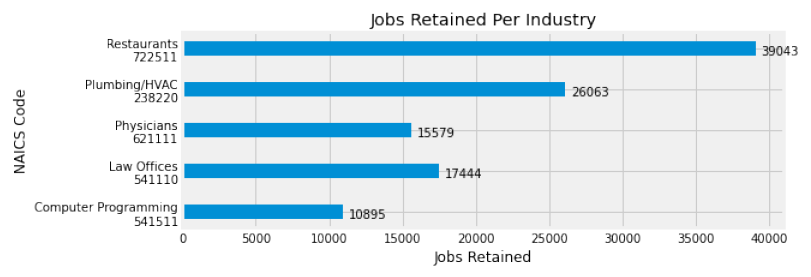 Jobs Retained Per Industry
NAICS Code
Restaurants
722511
39043
Plumbing/HVAC
238220
26063
Physicians
621111
15579
Law Offices
541110
17444
Computer Programming
541511
10895
0 5000 10000 15000 20000 25000 30000 35000 40000
Jobs Retained